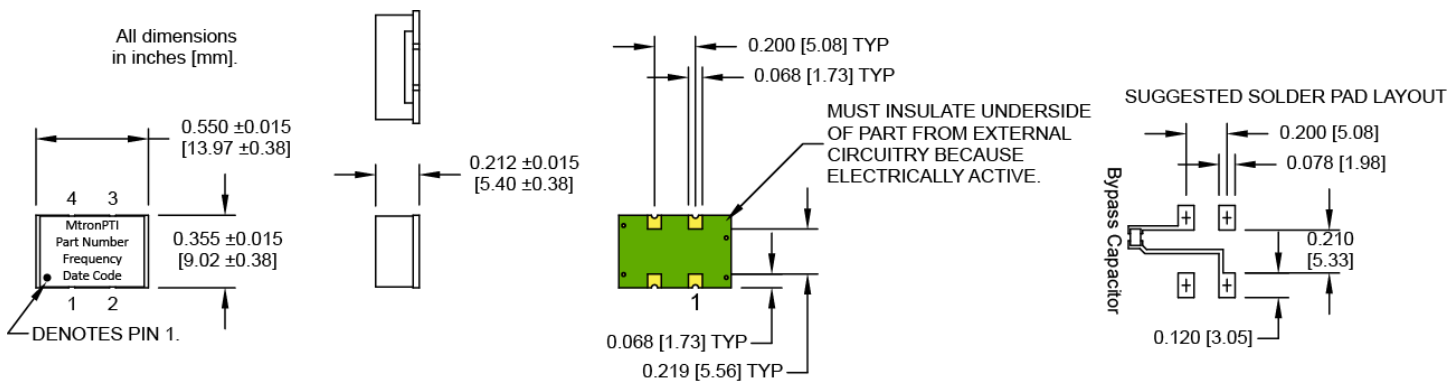 All dimensions
in inches [mm].
0.550 ±0.015
[13.97 ±0.38]
4 3
MtronPTI
Part Number
Frequency
Date Code
1 2
DENOTES PIN 1.
0.355 ±0.015
[9.02 ±0.38]
0.212 ±0.015
[5.40 ±0.38]
0.200 [5.08] TYP
0.068 [1.73] TYP
MUST INSULATE UNDERSIDE
OF PART FROM EXTERNAL
CIRCUITRY BECAUSE
ELECTRICALLY ACTIVE.
1
0.068 [1.73] TYP
0.219 [5.56] TYP
SUGGESTED SOLDER PAD LAYOUT
0.200 [5.08]
0.078 [1.98]
Bypass Capacitor
0.210
[5.33]
0.120 [3.05]